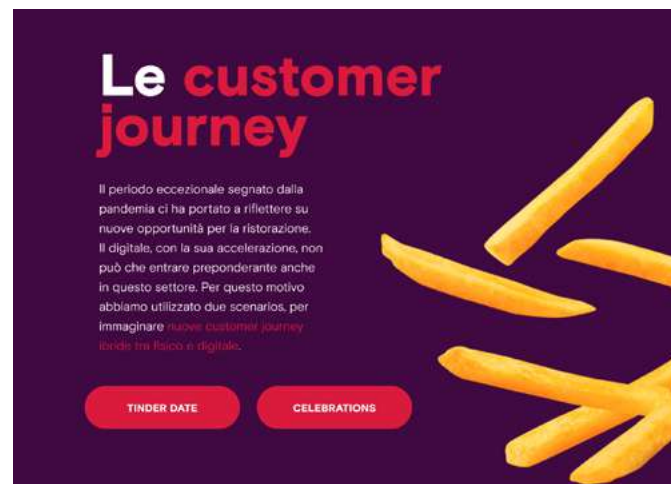 Le customer
journey
Il periodo eccezionale segnato dalla
pandemia ci ha portato a riflettere su
nuove opportunità per la ristorazione.
Il digitale, con la sua accelerazione, non
può che entrare preponderante anche
in questo settore. Per questo motivo
abbiamo utilizzato due scenarios, per
immaginare nuove customer journey
ibride tra fisico e digitale.
TINDER DATE
CELEBRATIONS